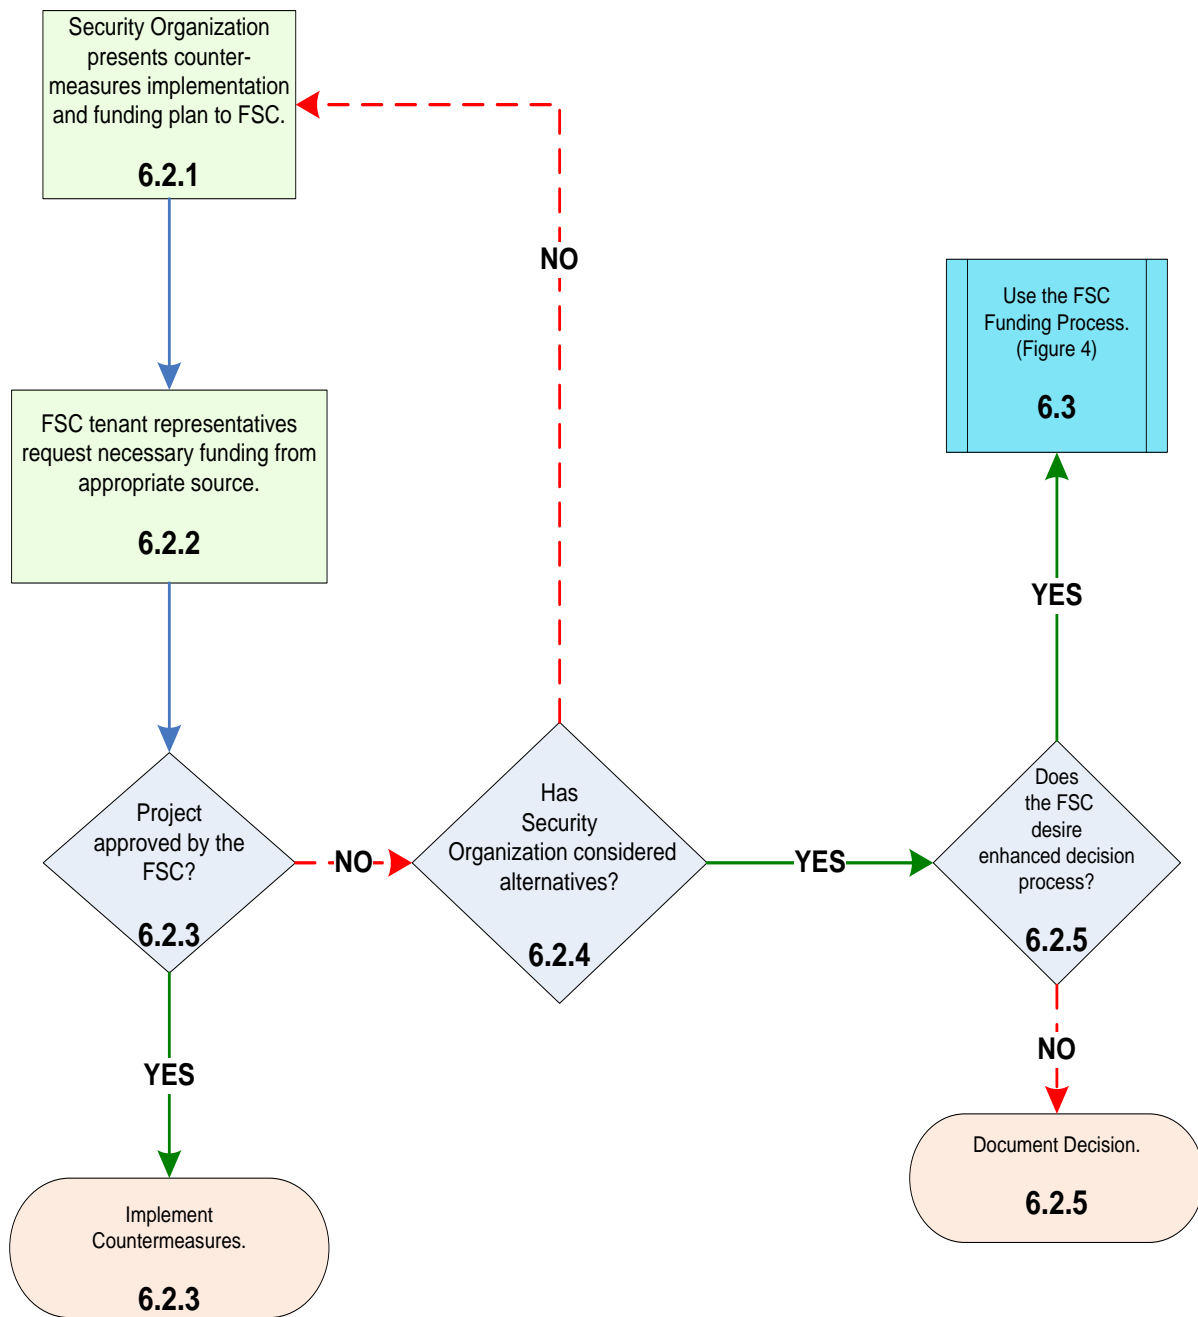 Security Organization
presents counter-
measures implementation
and funding plan to FSC.
6.2.1
NO
Use the FSC
Funding Process.
(Figure 4)
6.3
FSC tenant representatives
request necessary funding from
appropriate source.
6.2.2
YES
Project
approved by the
FSC?
6.2.3
NO
Has
Security
Organization considered
alternatives?
6.2.4
YES
Does
the FSC
desire
enhanced decision
process?
6.2.5
YES
NO
Implement
Countermeasures.
6.2.3
Document Decision.
6.2.5